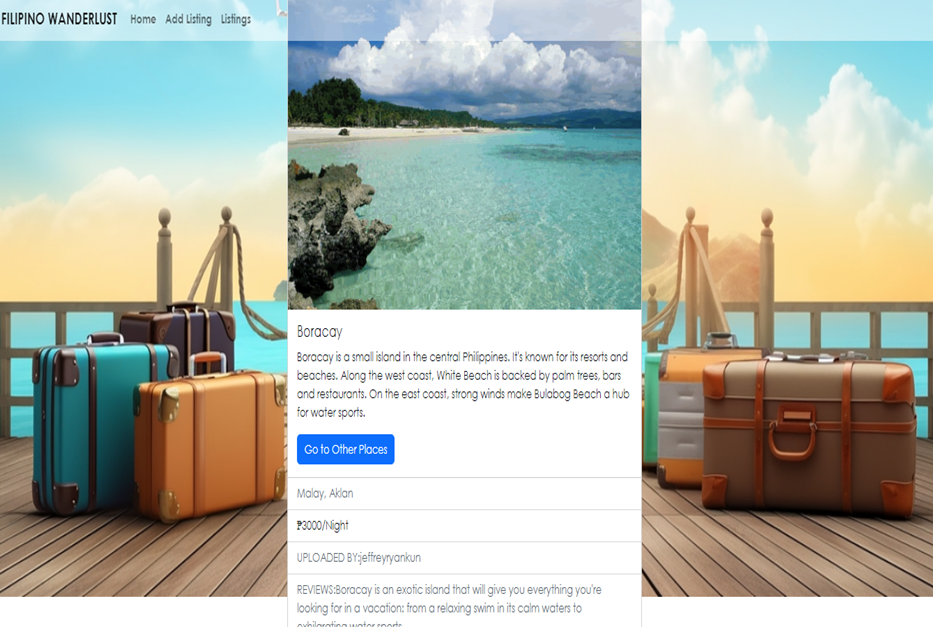 FILIPINO WANDERLUST Home Add Listing Listings
Boracay
Boracay is a small island in the central Philippines. It's known for its resorts and
beaches. Along the west coast, White Beach is backed by palm trees, bars
and restaurants. On the east coast, strong winds make Bulabog Beach a hub
for water sports.
Go to Other Places
Malay, Aklan
₱3000/Night
UPLOADED BY:jeffreyryankun
REVIEWS:Boracay is an exotic island that will give you everything you're
looking for in a vacation: from a relaxing swim in its calm waters to
exhilarating water sports